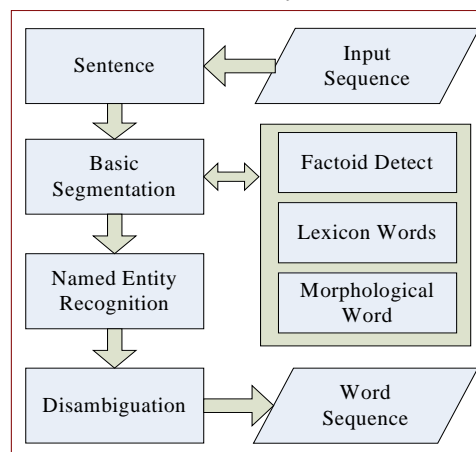 Sentence
Input
Sequence
Basic
Segmentation
Factoid Detect
Lexicon Words
Morphological
Word
Named Entity
Recognition
Disambiguation
Word
Sequence